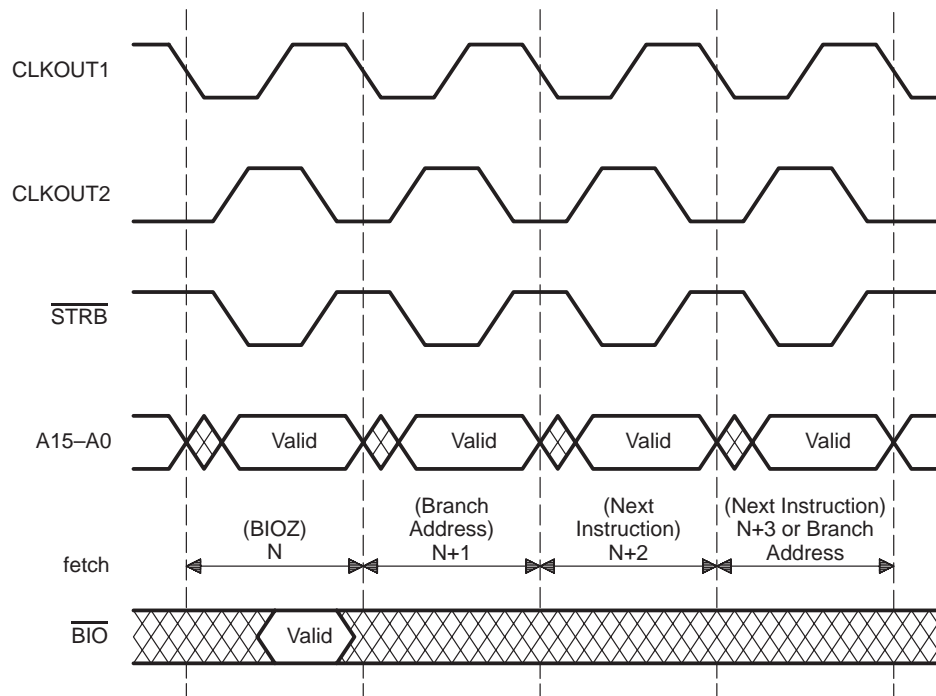 CLKOUT1
CLKOUT2
STRB
A15–A0
Valid
Valid
Valid
Valid
fetch
(BIOZ)
N
(Branch
Address)
N+1
(Next
Instruction)
N+2
(Next Instruction)
N+3 or Branch
Address
BIO
Valid